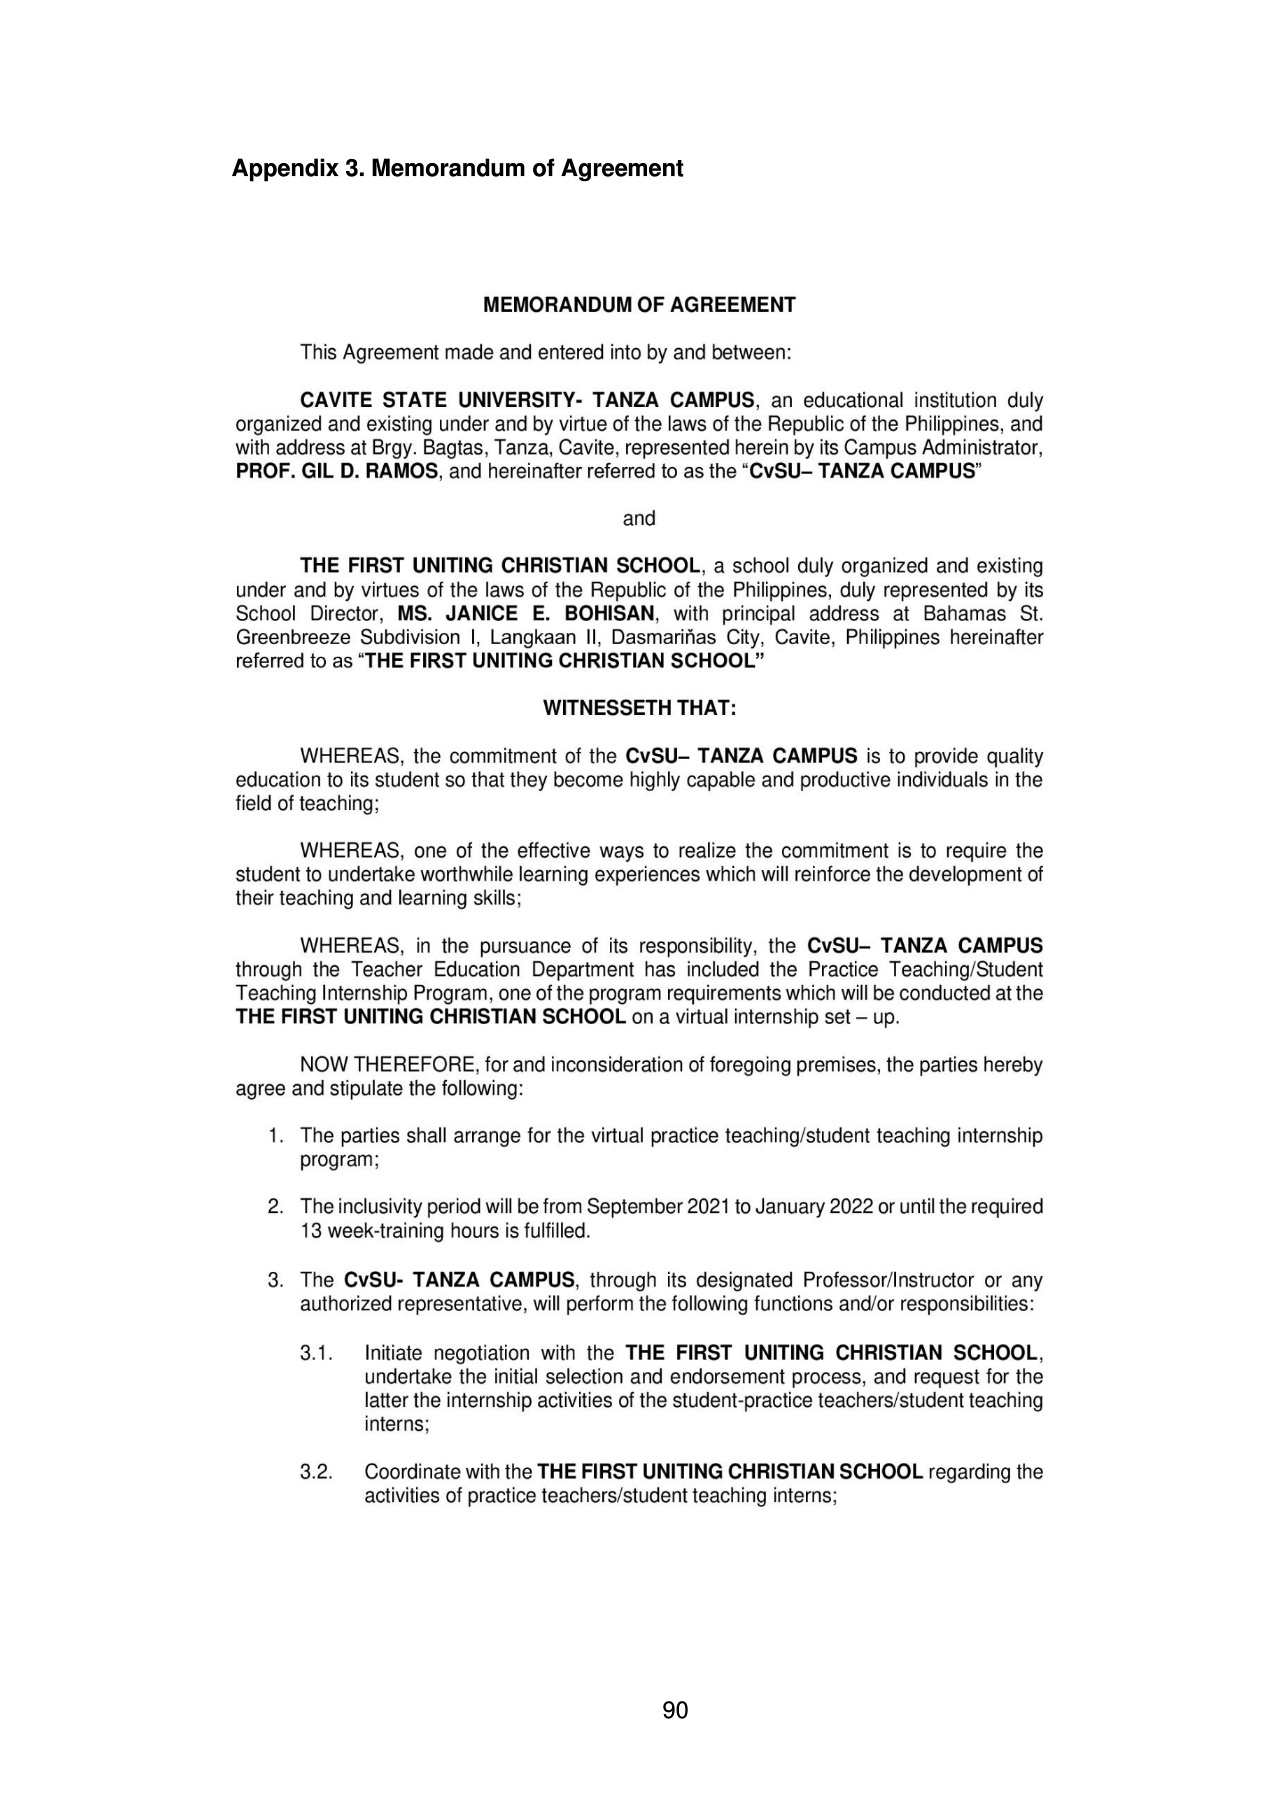 Appendix 3. Memorandum of Agreement
MEMORANDUM OF AGREEMENT
This Agreement made and entered into by and between:
CAVITE STATE UNIVERSITY- TANZA CAMPUS, an educational institution duly
organized and existing under and by virtue of the laws of the Republic of the Philippines, and
with address at Brgy. Bagtas, Tanza, Cavite, represented herein by its Campus Administrator,
PROF. GIL D. RAMOS, and hereinafter referred to as the “CvSU– TANZA CAMPUS”
and
THE FIRST UNITING CHRISTIAN SCHOOL, a school duly organized and existing
under and by virtues of the laws of the Republic of the Philippines, duly represented by its
School Director, MS. JANICE E. BOHISAN, with principal address at Bahamas St.
Greenbreeze Subdivision I, Langkaan II, Dasmariňas City, Cavite, Philippines hereinafter
referred to as “THE FIRST UNITING CHRISTIAN SCHOOL”
WITNESSETH THAT:
WHEREAS, the commitment of the CvSU– TANZA CAMPUS is to provide quality
education to its student so that they become highly capable and productive individuals in the
field of teaching;
WHEREAS, one of the effective ways to realize the commitment is to require the
student to undertake worthwhile learning experiences which will reinforce the development of
their teaching and learning skills;
WHEREAS, in the pursuance of its responsibility, the CvSU– TANZA CAMPUS
through the Teacher Education Department has included the Practice Teaching/Student
Teaching Internship Program, one of the program requirements which will be conducted at the
THE FIRST UNITING CHRISTIAN SCHOOL on a virtual internship set – up.
NOW THEREFORE, for and inconsideration of foregoing premises, the parties hereby
agree and stipulate the following:
1. The parties shall arrange for the virtual practice teaching/student teaching internship
program;
2. The inclusivity period will be from September 2021 to January 2022 or until the required
13 week-training hours is fulfilled.
3. The CvSU- TANZA CAMPUS, through its designated Professor/Instructor or any
authorized representative, will perform the following functions and/or responsibilities:
3.1. Initiate negotiation with the THE FIRST UNITING CHRISTIAN SCHOOL,
undertake the initial selection and endorsement process, and request for the
latter the internship activities of the student-practice teachers/student teaching
interns;
3.2. Coordinate with the THE FIRST UNITING CHRISTIAN SCHOOL regarding the
activities of practice teachers/student teaching interns;
90